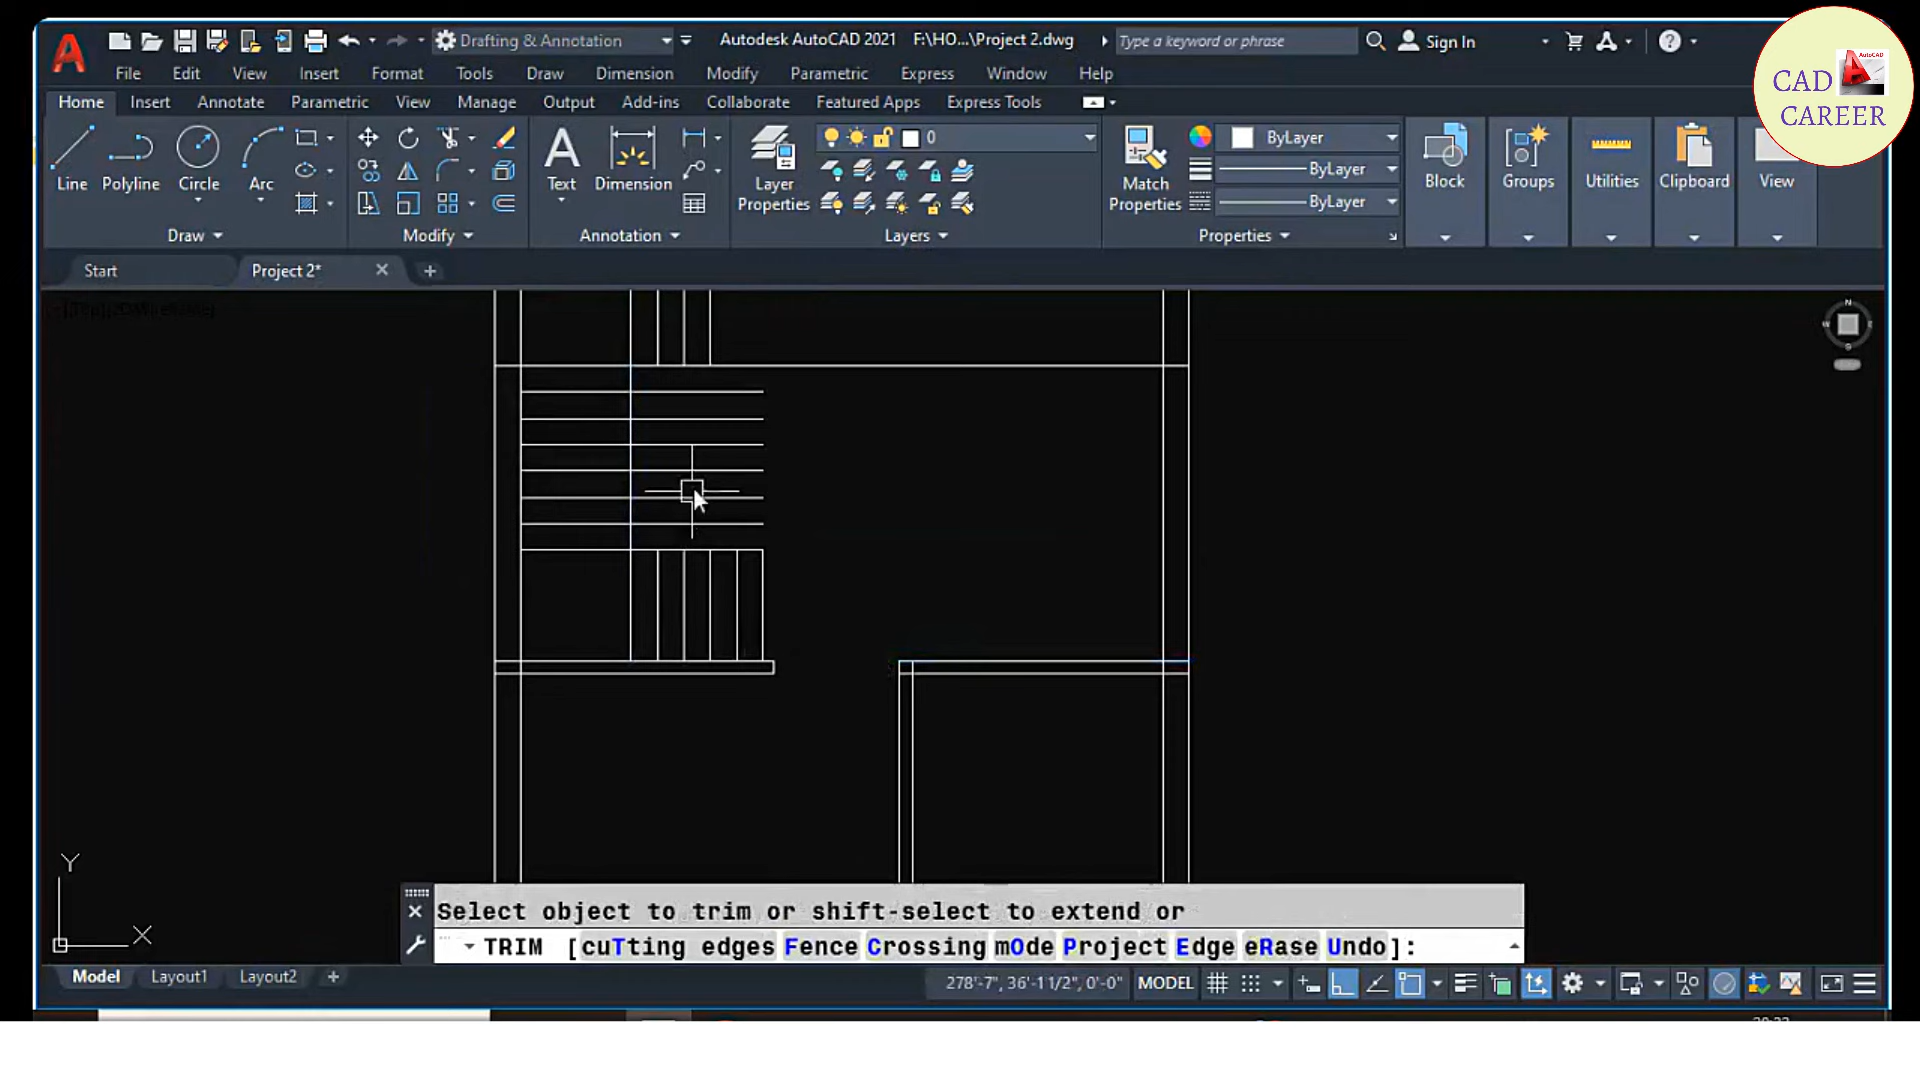 Drafting & Annotation
Autodesk AutoCAD 2021 F:\HO...\Project 2.dwg
Type a keyword or phrase
Sign In
CAD
AutoCAD
CAREER
File Edit View Insert Format Tools Draw Dimension Modify Parametric Express Window Help
Home Insert Annotate Parametric View Manage Output Add-ins Collaborate Featured Apps Express Tools
0
ByLayer
ByLayer
ByLayer
Line Polyline Circle Arc
Text Dimension
Layer
Properties
Match
Properties
Block Groups Utilities Clipboard View
Draw Modify Annotation Layers Properties
Start Project 2*
N
W
S
Y
X
Select object to trim or shift-select to extend or
TRIM [cuTting edges Fence Crossing mOde Project Edge eRase Undo]:
Model Layout1 Layout2
278'-7", 36'-11/2", 0'-0" MODEL